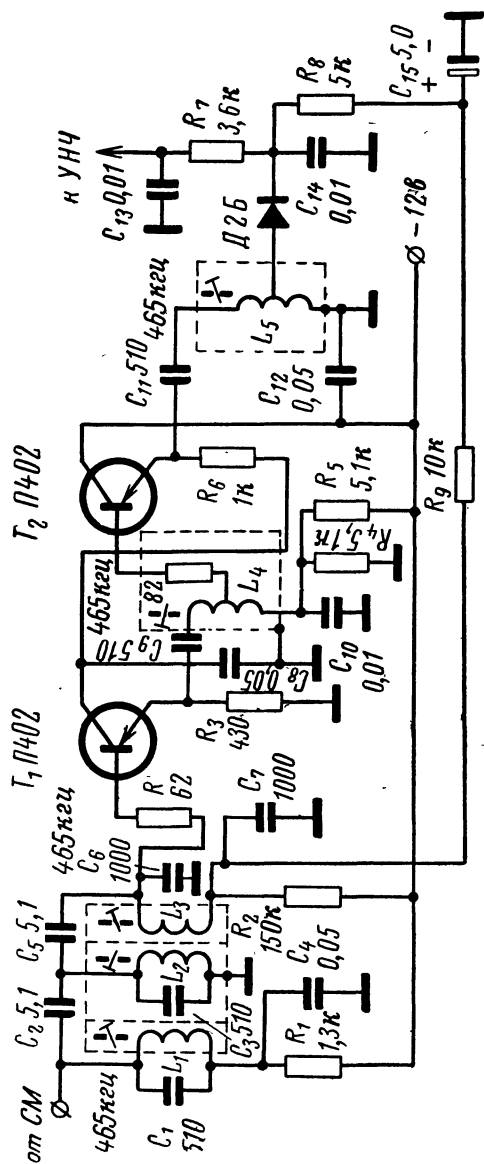 от СМ
465кгц
C₁
510
C₂ 5,1
C₅ 5,1
465кгц
C₆
1000
L₁
L₂
L₃
C₃ 510
R₁
1,3к
C₄
0,05
R₂
150к
R
62
C₇
1000
T₁ П402
R₃
430
C₈ 0,05
C₉ 510
465кгц
82
L₄
C₁₀
0,01
R₄ 5,1к
R₅
5,1к
T₂ П402
R₆
1к
C₁₁ 510
465кгц
L₅
C₁₂
0,05
Д2Б
C₁₃ 0,01
к УНЧ
R₇
3,6к
C₁₄
0,01
R₈
5к
C₁₅ 5,0
+ −
− 12в
R₉ 10к